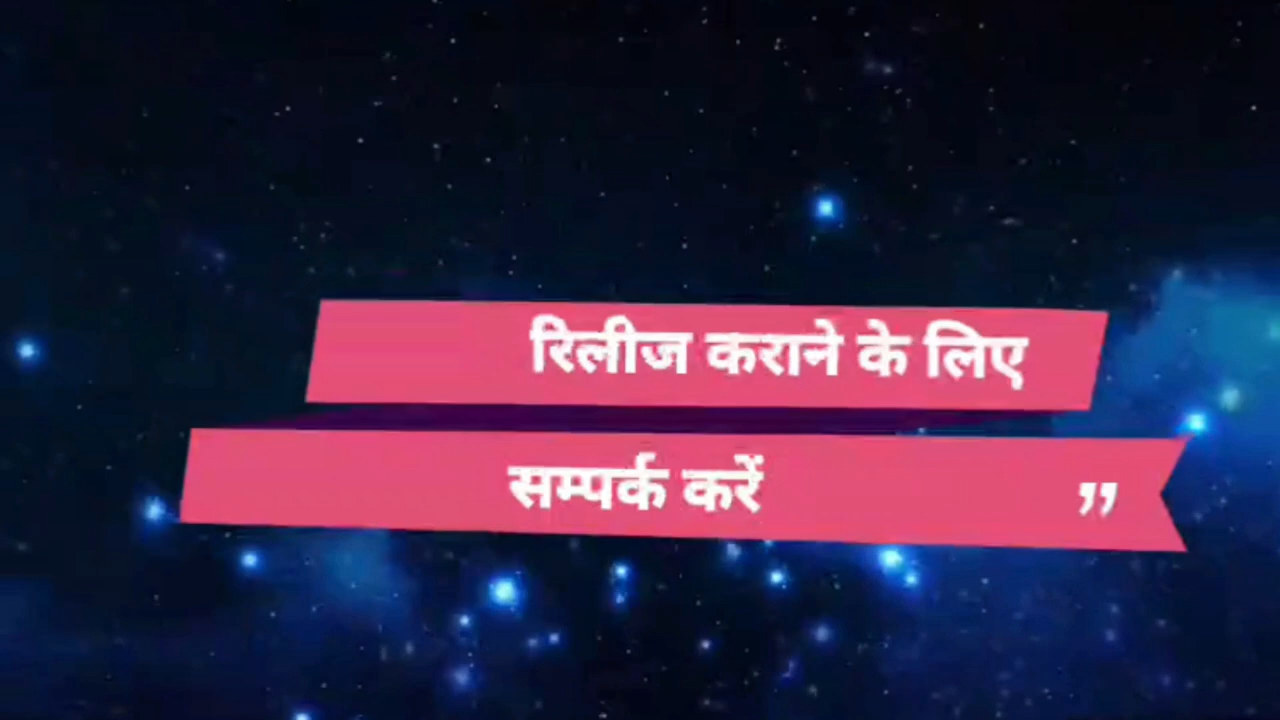 रिलीज कराने के लिए
सम्पर्क करें ”